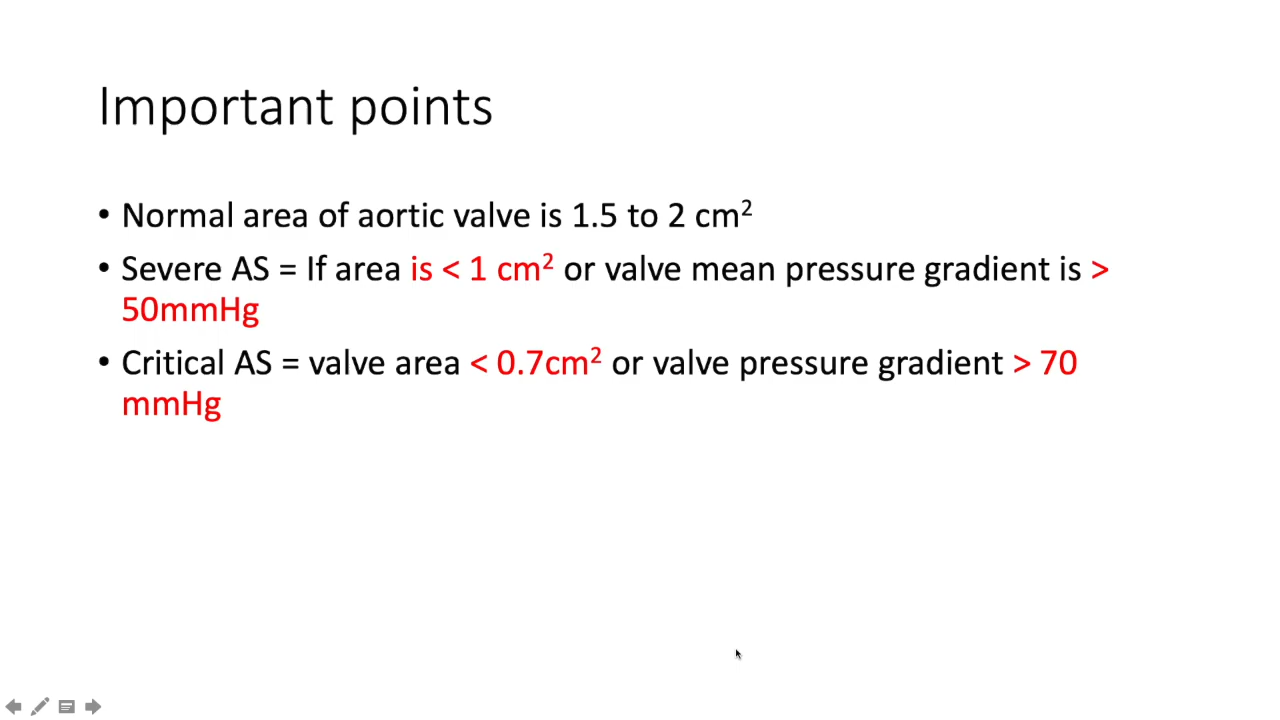 Important points
• Normal area of aortic valve is 1.5 to 2 cm²
• Severe AS = If area is < 1 cm² or valve mean pressure gradient is >
50mmHg
• Critical AS = valve area < 0.7cm² or valve pressure gradient > 70
mmHg